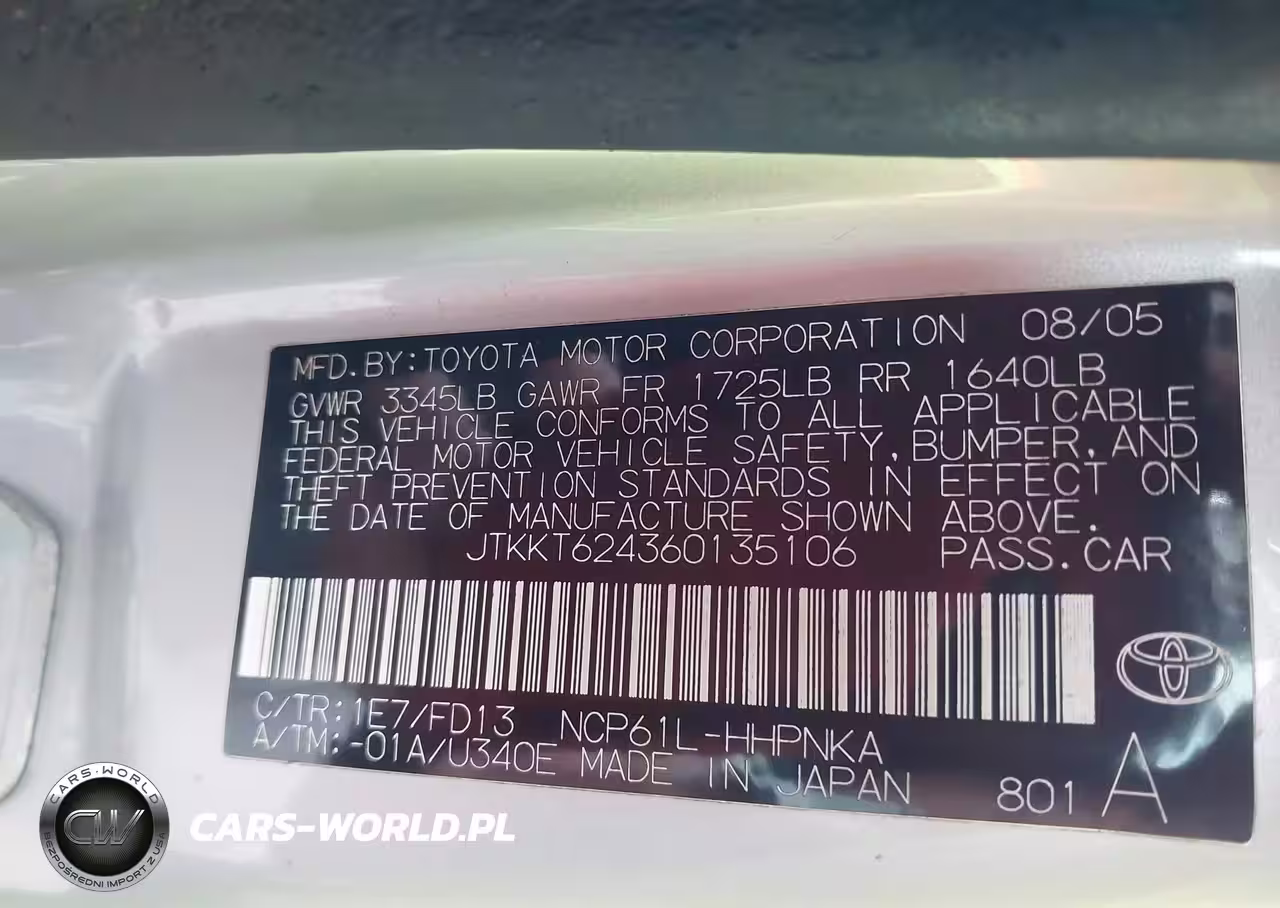 MFD. BY: TOYOTA MOTOR CORPORATION 08/05
GVWR 3345LB GAWR FR 1725LB RR 1640LB
THIS VEHICLE CONFORMS TO ALL APPLICABLE
FEDERAL MOTOR VEHICLE SAFETY, BUMPER, AND
THEFT PREVENTION STANDARDS IN EFFECT ON
THE DATE OF MANUFACTURE SHOWN ABOVE.
JTKKT624360135106 PASS. CAR
C/TR: 1E7/FD13 NCP61L-HHPNKA
A/TM: -01A/U340E MADE IN JAPAN 801 A
CARS-WORLD
CW
BEZPOŚREDNI IMPORT Z USA
CARS-WORLD.PL